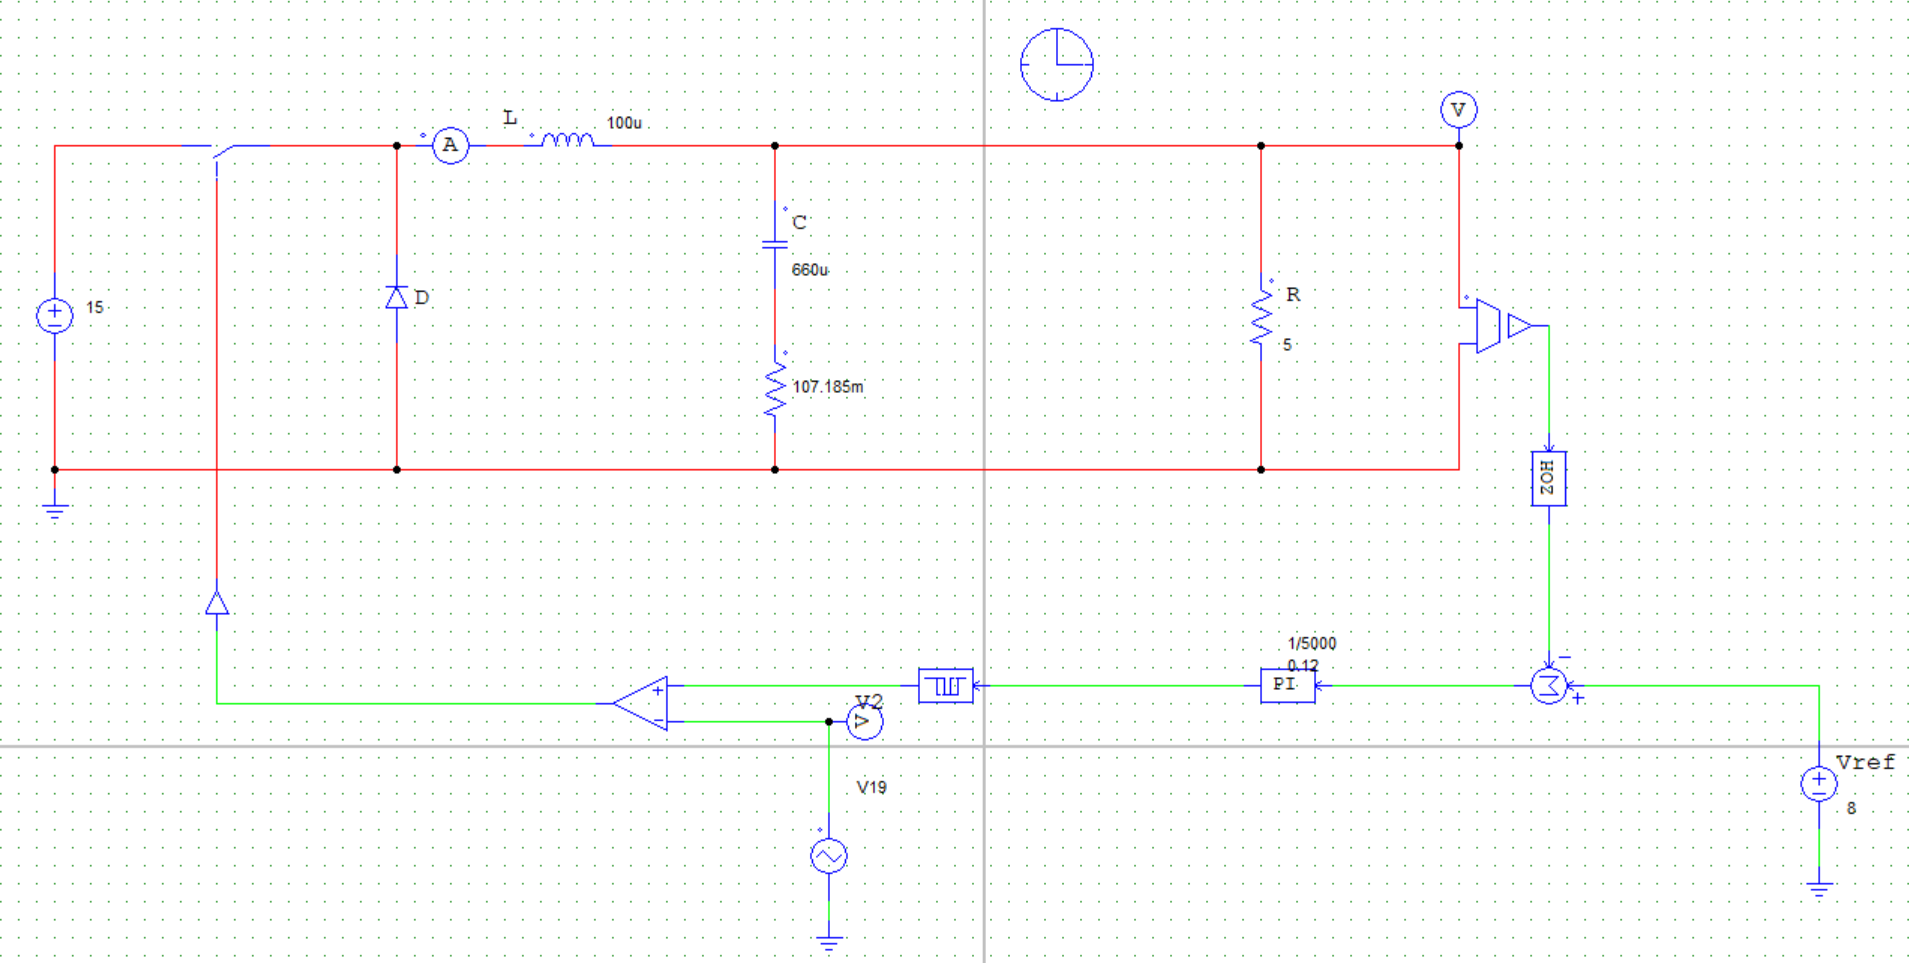 V
L
100u
A
C
660u
R
15
D
5
107.185m
ZOH
1/5000
0.12
PI
Σ
−
+
V2
V
+
−
Vref
V19
8